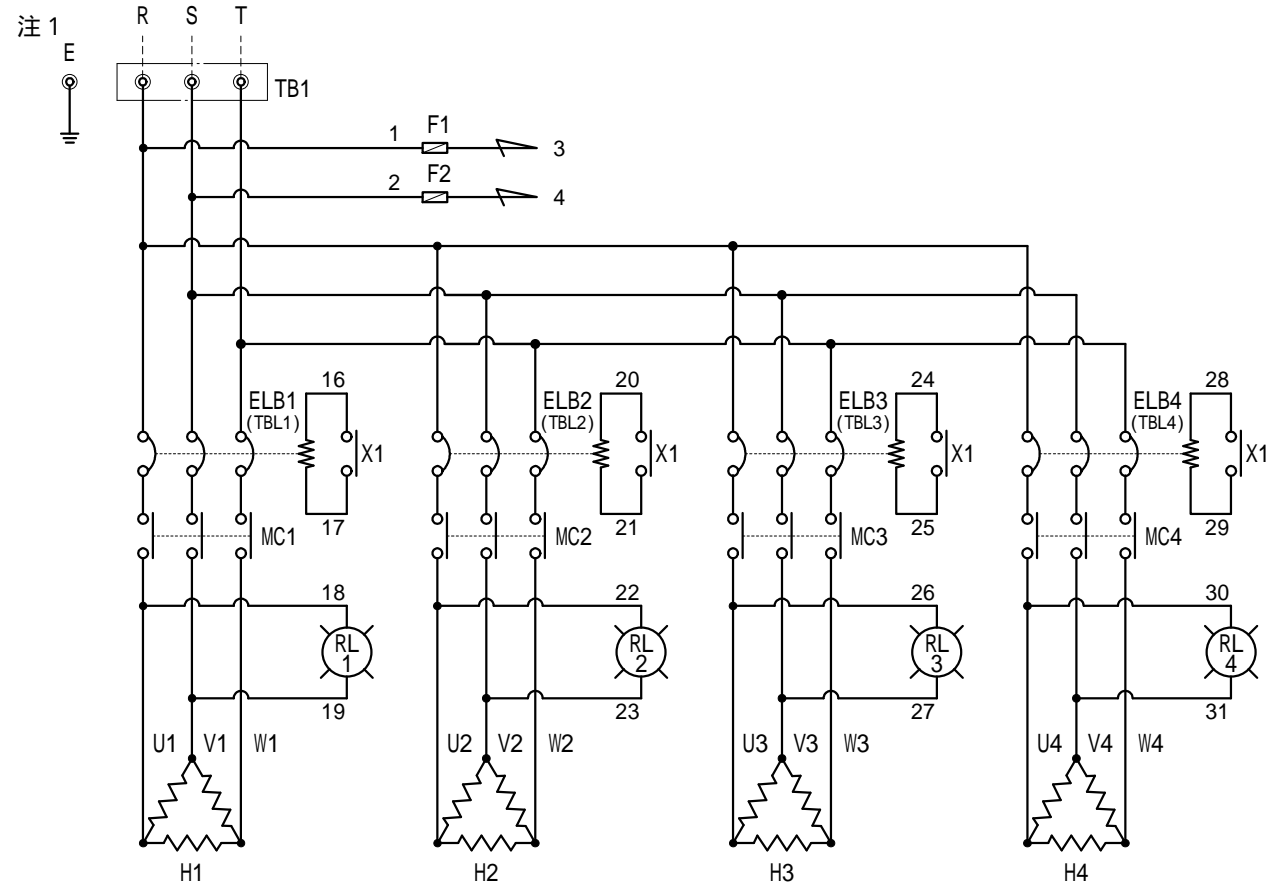 注1
R S T
E
TB1
1 F1 3
2 F2 4
16 20 24 28
ELB1 ELB2 ELB3 ELB4
(TBL1) (TBL2) (TBL3) (TBL4)
X1 X1 X1 X1
17 21 25 29
MC1 MC2 MC3 MC4
18 22 26 30
RL RL RL RL
1 2 3 4
19 23 27 31
U1 V1 W1 U2 V2 W2 U3 V3 W3 U4 V4 W4
H1 H2 H3 H4